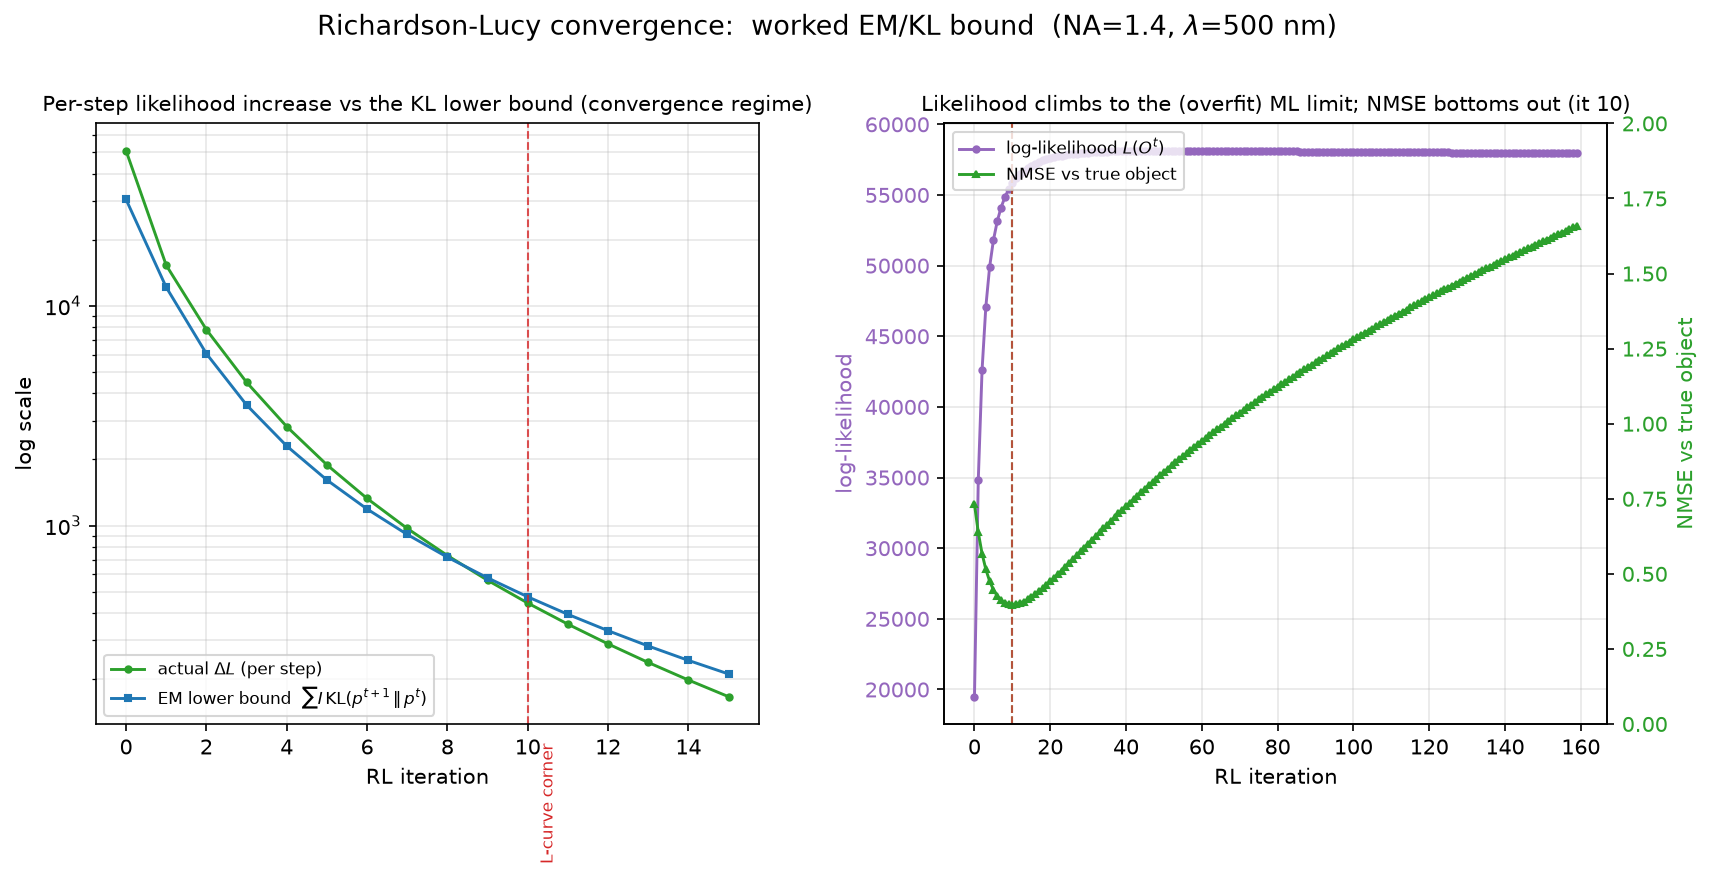 Richardson-Lucy convergence:  worked EM/KL bound  (NA=1.4, λ=500 nm)
Per-step likelihood increase vs the KL lower bound (convergence regime)
log scale
10⁴
10³
actual ΔL (per step)
EM lower bound ∑I KL(pᵗ⁺¹ ‖ pᵗ)
0 2 4 6 8 10 12 14
RL iteration
L-curve corner
Likelihood climbs to the (overfit) ML limit; NMSE bottoms out (it 10)
log-likelihood L(Oᵗ)
NMSE vs true object
log-likelihood
60000
55000
50000
45000
40000
35000
30000
25000
20000
2.00
1.75
1.50
1.25
1.00
0.75
0.50
0.25
0.00
NMSE vs true object
0 20 40 60 80 100 120 140 160
RL iteration